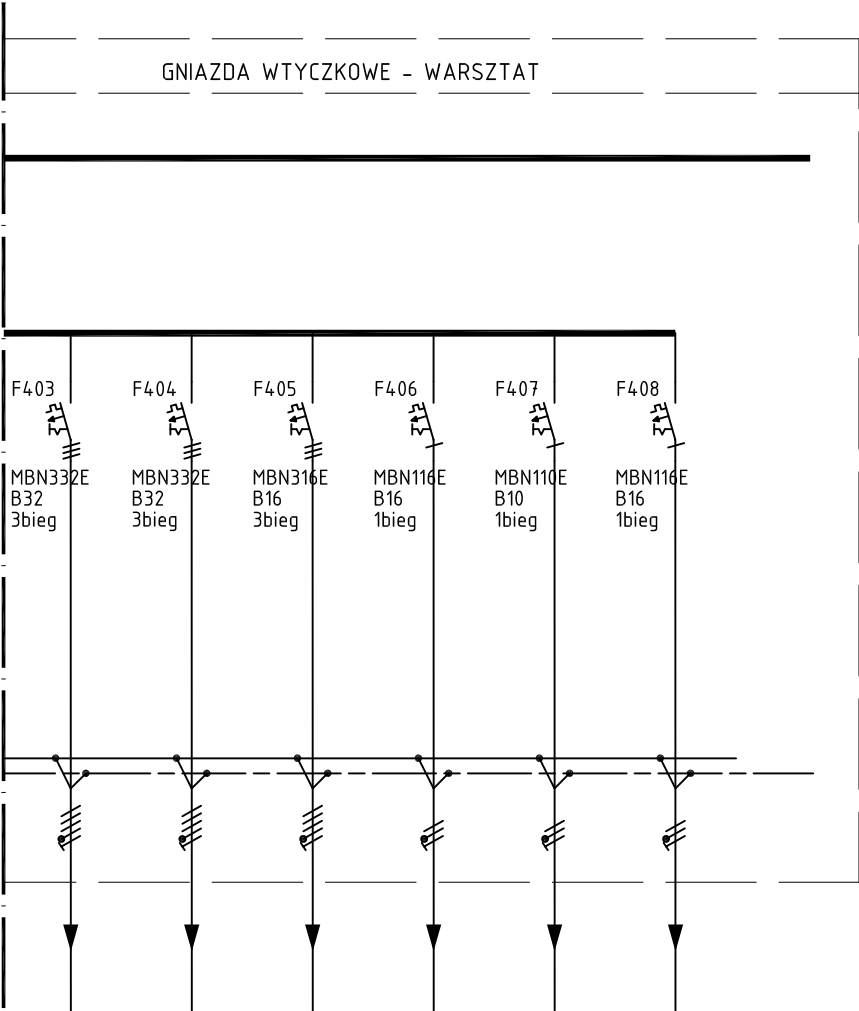 GNIAZDA WTYCZKOWE - WARSZTAT
F403
MBN332E
B32
3bieg
F404
MBN332E
B32
3bieg
F405
MBN316E
B16
3bieg
F406
MBN116E
B16
1bieg
F407
MBN110E
B10
1bieg
F408
MBN116E
B16
1bieg